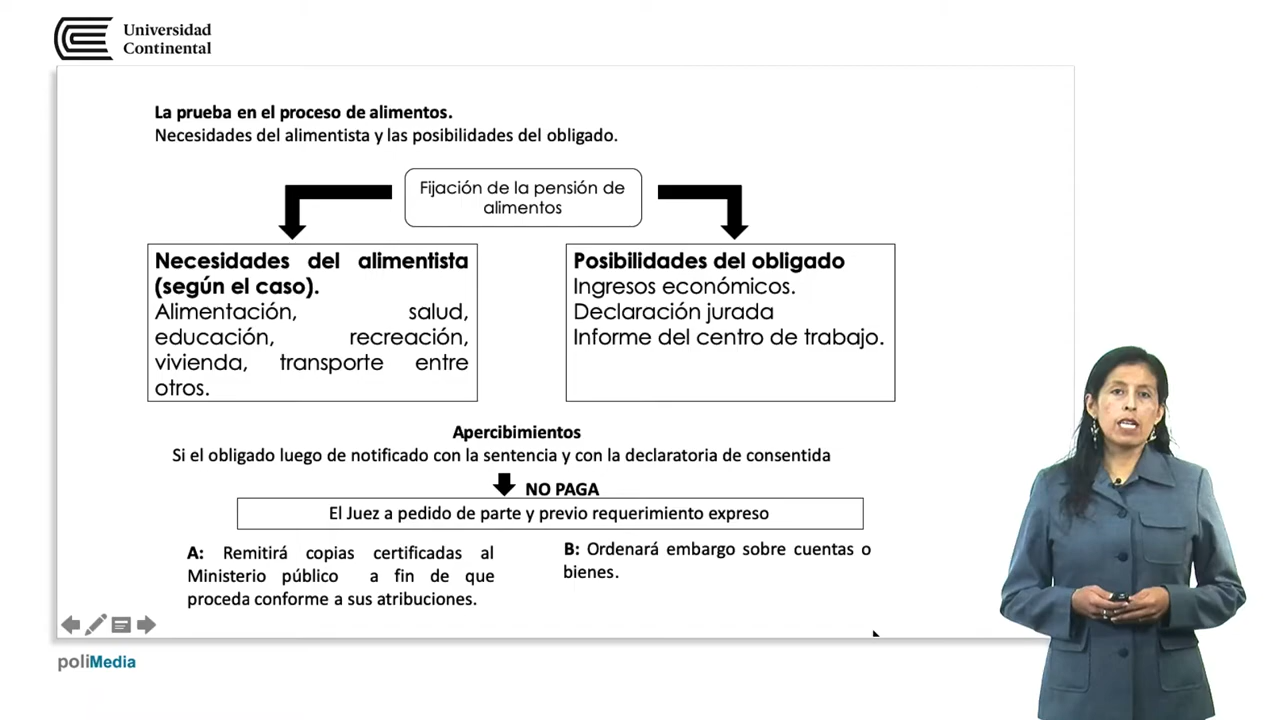 Universidad
Continental
La prueba en el proceso de alimentos.
Necesidades del alimentista y las posibilidades del obligado.
Fijación de la pensión de
alimentos
Necesidades del alimentista
(según el caso).
Alimentación, salud,
educación, recreación,
vivienda, transporte entre
otros.
Posibilidades del obligado
Ingresos económicos.
Declaración jurada
Informe del centro de trabajo.
Apercibimientos
Si el obligado luego de notificado con la sentencia y con la declaratoria de consentida
NO PAGA
El Juez a pedido de parte y previo requerimiento expreso
A: Remitirá copias certificadas al
Ministerio público a fin de que
proceda conforme a sus atribuciones.
B: Ordenará embargo sobre cuentas o
bienes.
poliMedia